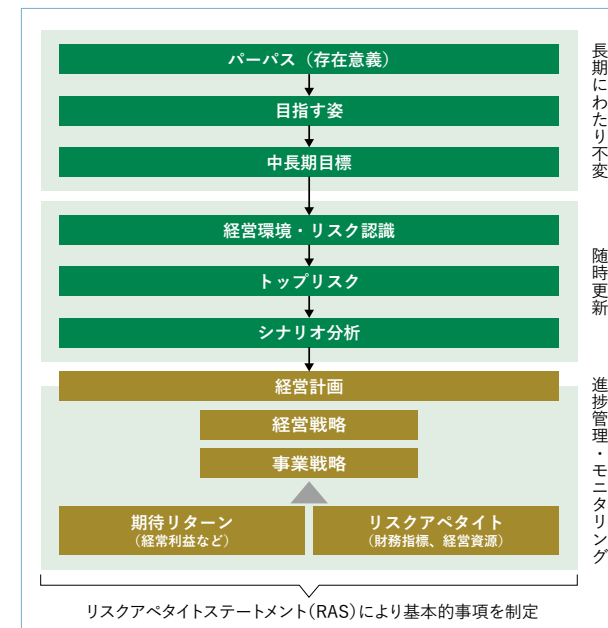 パーパス（存在意義）
目指す姿
中長期目標
長期にわたり不変
経営環境・リスク認識
トップリスク
シナリオ分析
随時更新
経営計画
経営戦略
事業戦略
期待リターン
（経常利益など）
リスクアペタイト
（財務指標、経営資源）
進捗管理・モニタリング
リスクアペタイトステートメント（RAS）により基本的事項を制定